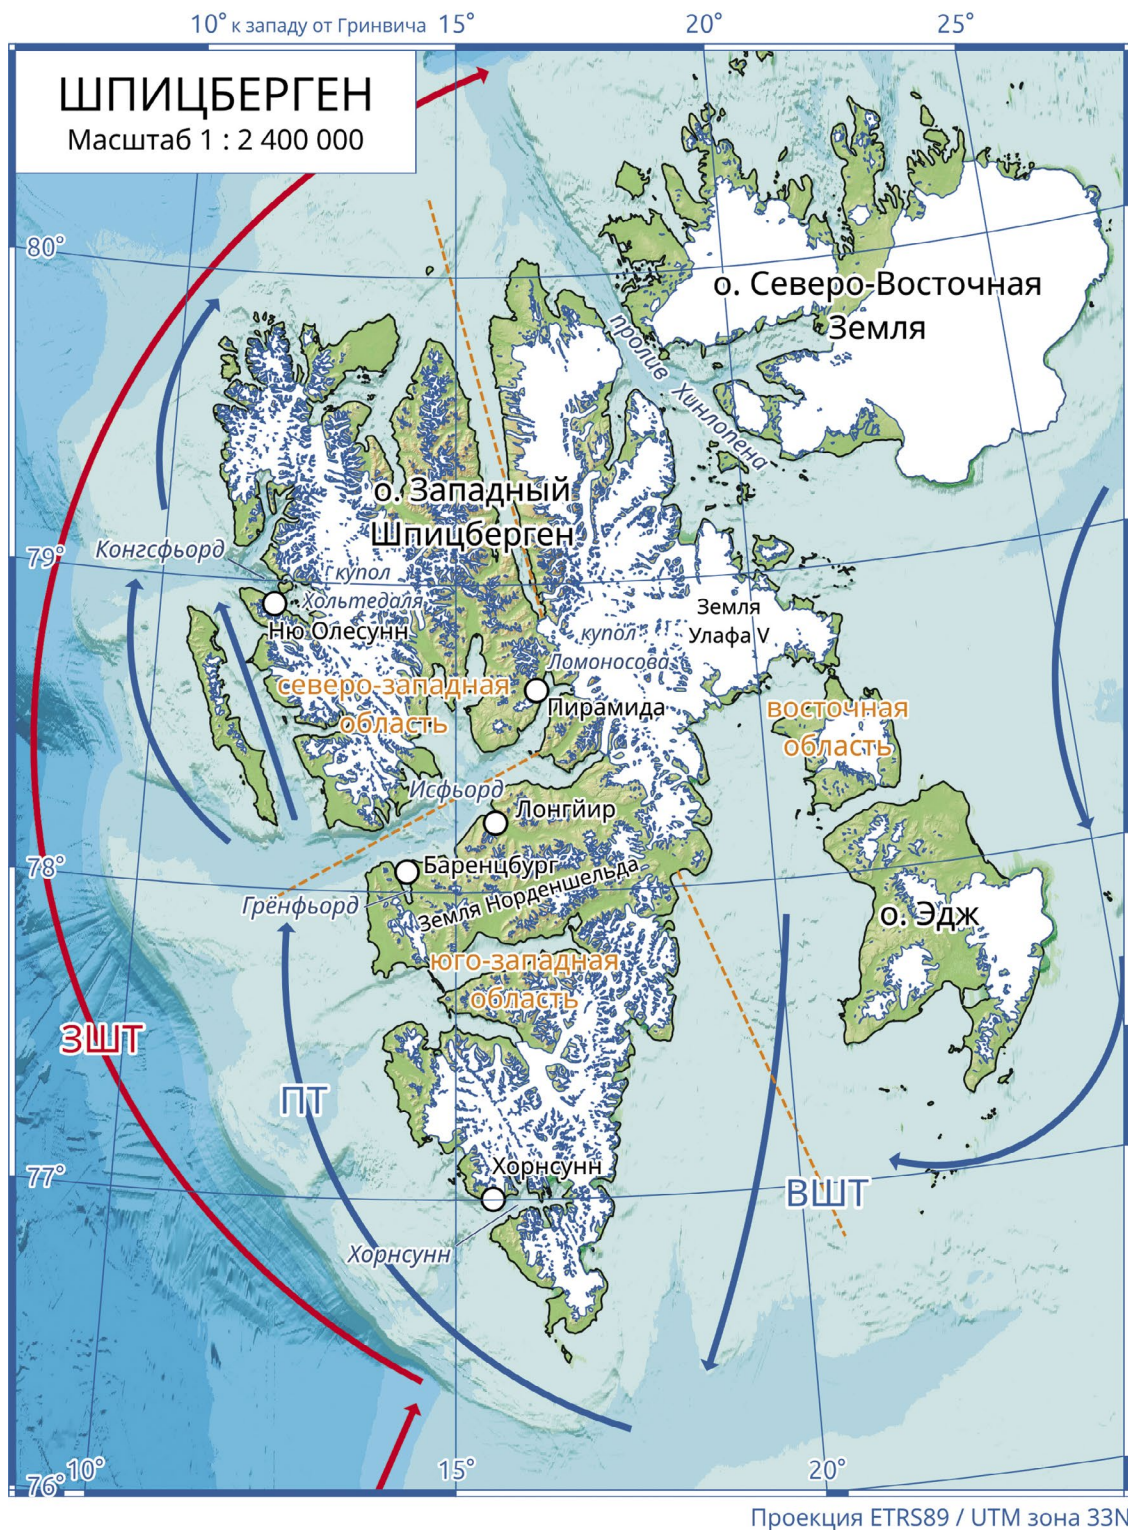 10° к западу от Гринвича 15° 20° 25°
ШПИЦБЕРГЕН
Масштаб 1 : 2 400 000
80°
о. Северо-Восточная
Земля
пролив Хинлопена
о. Западный
Шпицберген
Конгсфьорд
79°
купол
Хольтедаля
Ню Олесунн
Земля
Улафа V
купол
Ломоносова
северо-западная
область
Пирамида
восточная
область
Исфьорд
Лонгйир
78°
Баренцбург
Грёнфьорд
Земля Норденшельда
о. Эдж
юго-западная
область
ЗШТ
ПТ
77°
Хорнсунн
ВШТ
Хорнсунн
76° 10° 15° 20°
Проекция ETRS89 / UTM зона 33N